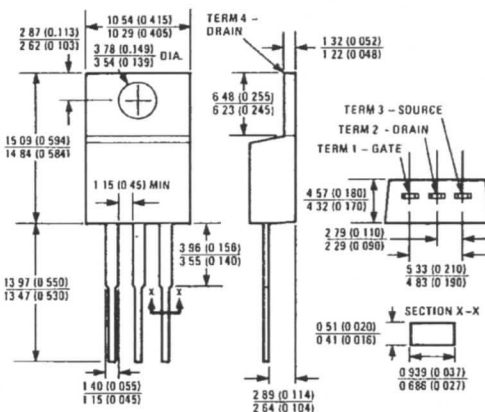 10 54 (0 415)
10 29 (0 405)
2 87 (0.113)
2 62 (0 103)
3 78 (0.149) DIA.
3 54 (0 139)
TERM 4 -
DRAIN
1 32 (0 052)
1 22 (0 048)
6 48 (0 255)
6 23 (0 245)
TERM 3 - SOURCE
TERM 2 - DRAIN
TERM 1 - GATE
15 09 (0 594)
14 84 (0 584)
1 15 (0 45) MIN
4 57 (0 180)
4 32 (0 170)
2 79 (0 110)
2 29 (0 090)
3 96 (0 156)
3 55 (0 140)
5 33 (0 210)
4 83 (0 190)
13 97 (0 550)
13 47 (0 530)
X X
SECTION X-X
0 51 (0 020)
0 41 (0 016)
0 939 (0 037)
0 686 (0 027)
1 40 (0 055)
1 15 (0 045)
2 89 (0 114)
2 64 (0 104)